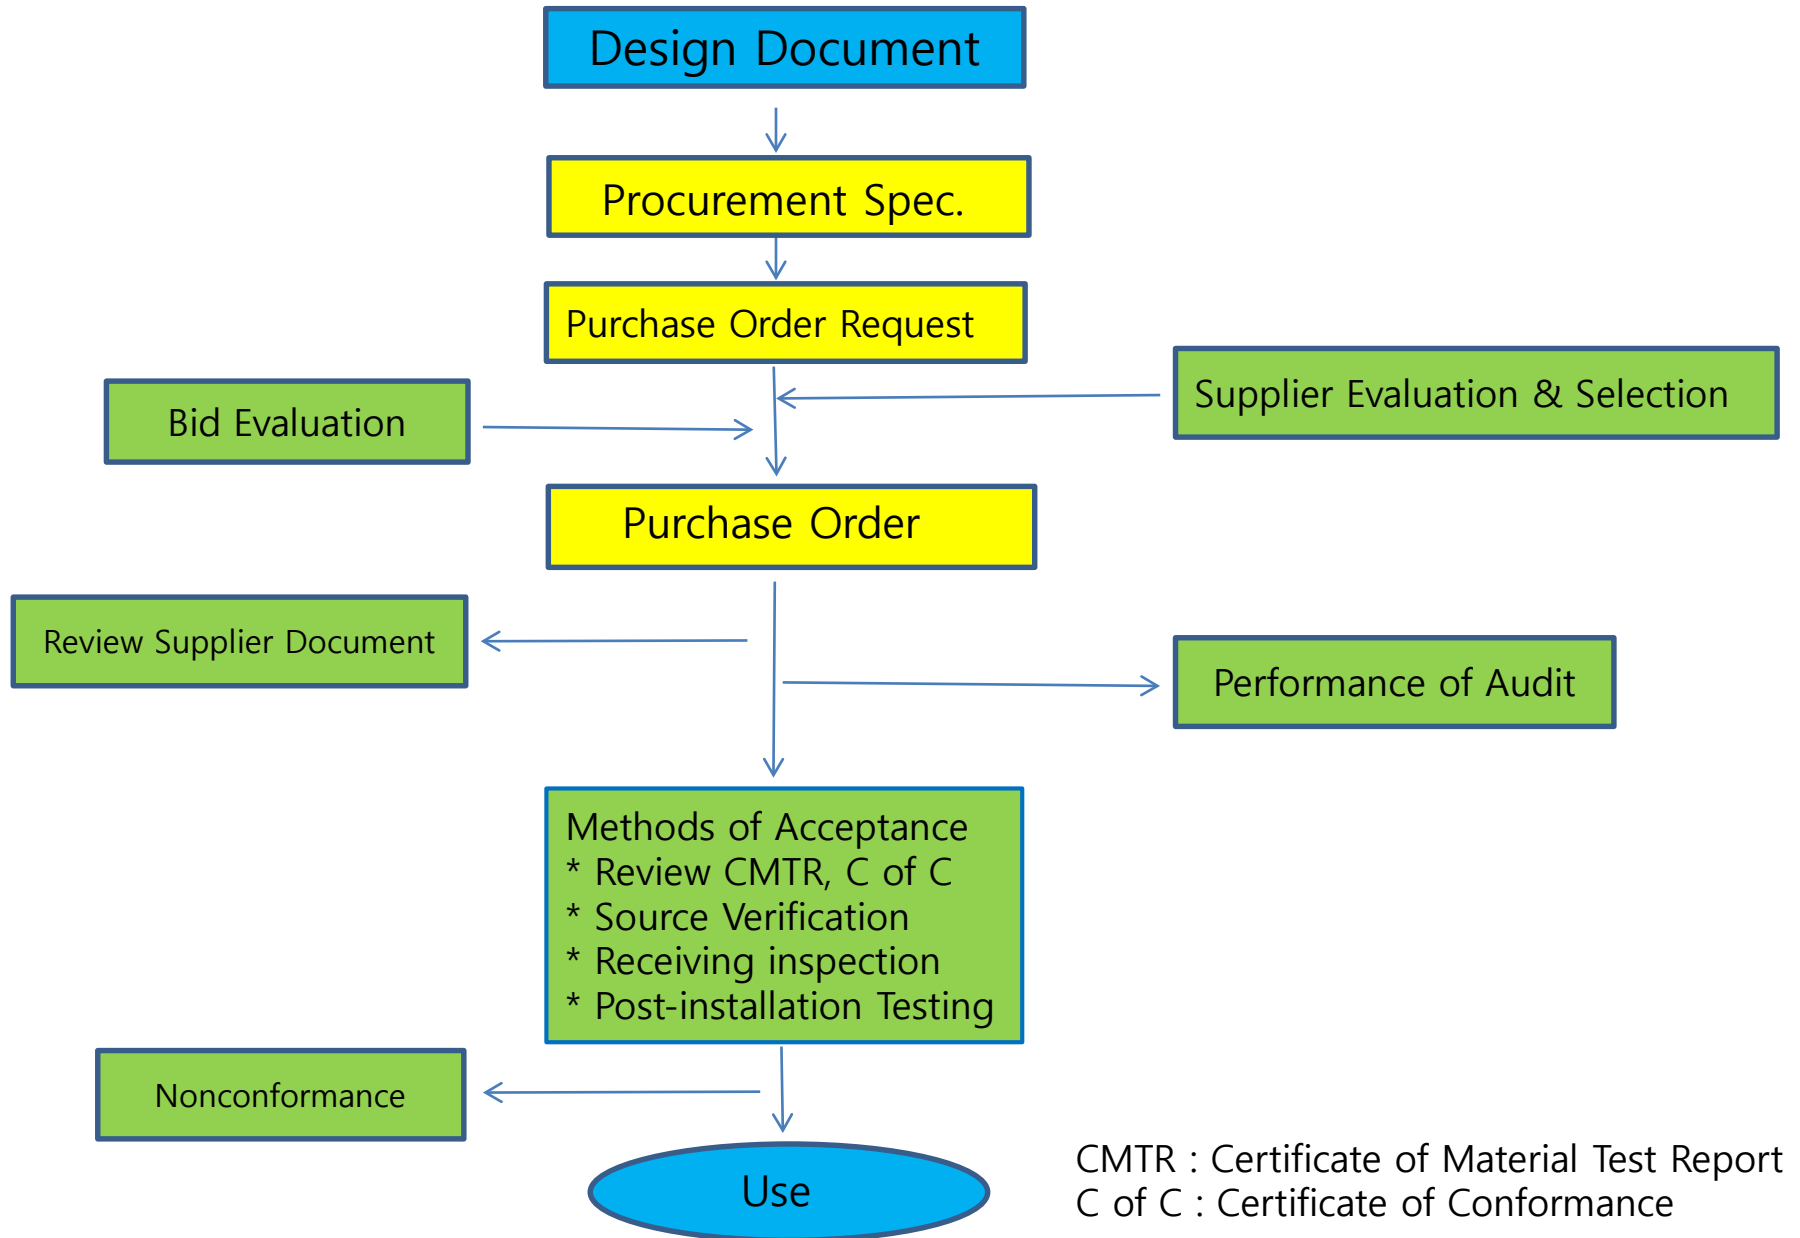 Design Document
Procurement Spec.
Purchase Order Request
Supplier Evaluation & Selection
Bid Evaluation
Purchase Order
Review Supplier Document
Performance of Audit
Methods of Acceptance
* Review CMTR, C of C
* Source Verification
* Receiving inspection
* Post-installation Testing
Nonconformance
Use
CMTR : Certificate of Material Test Report
C of C : Certificate of Conformance